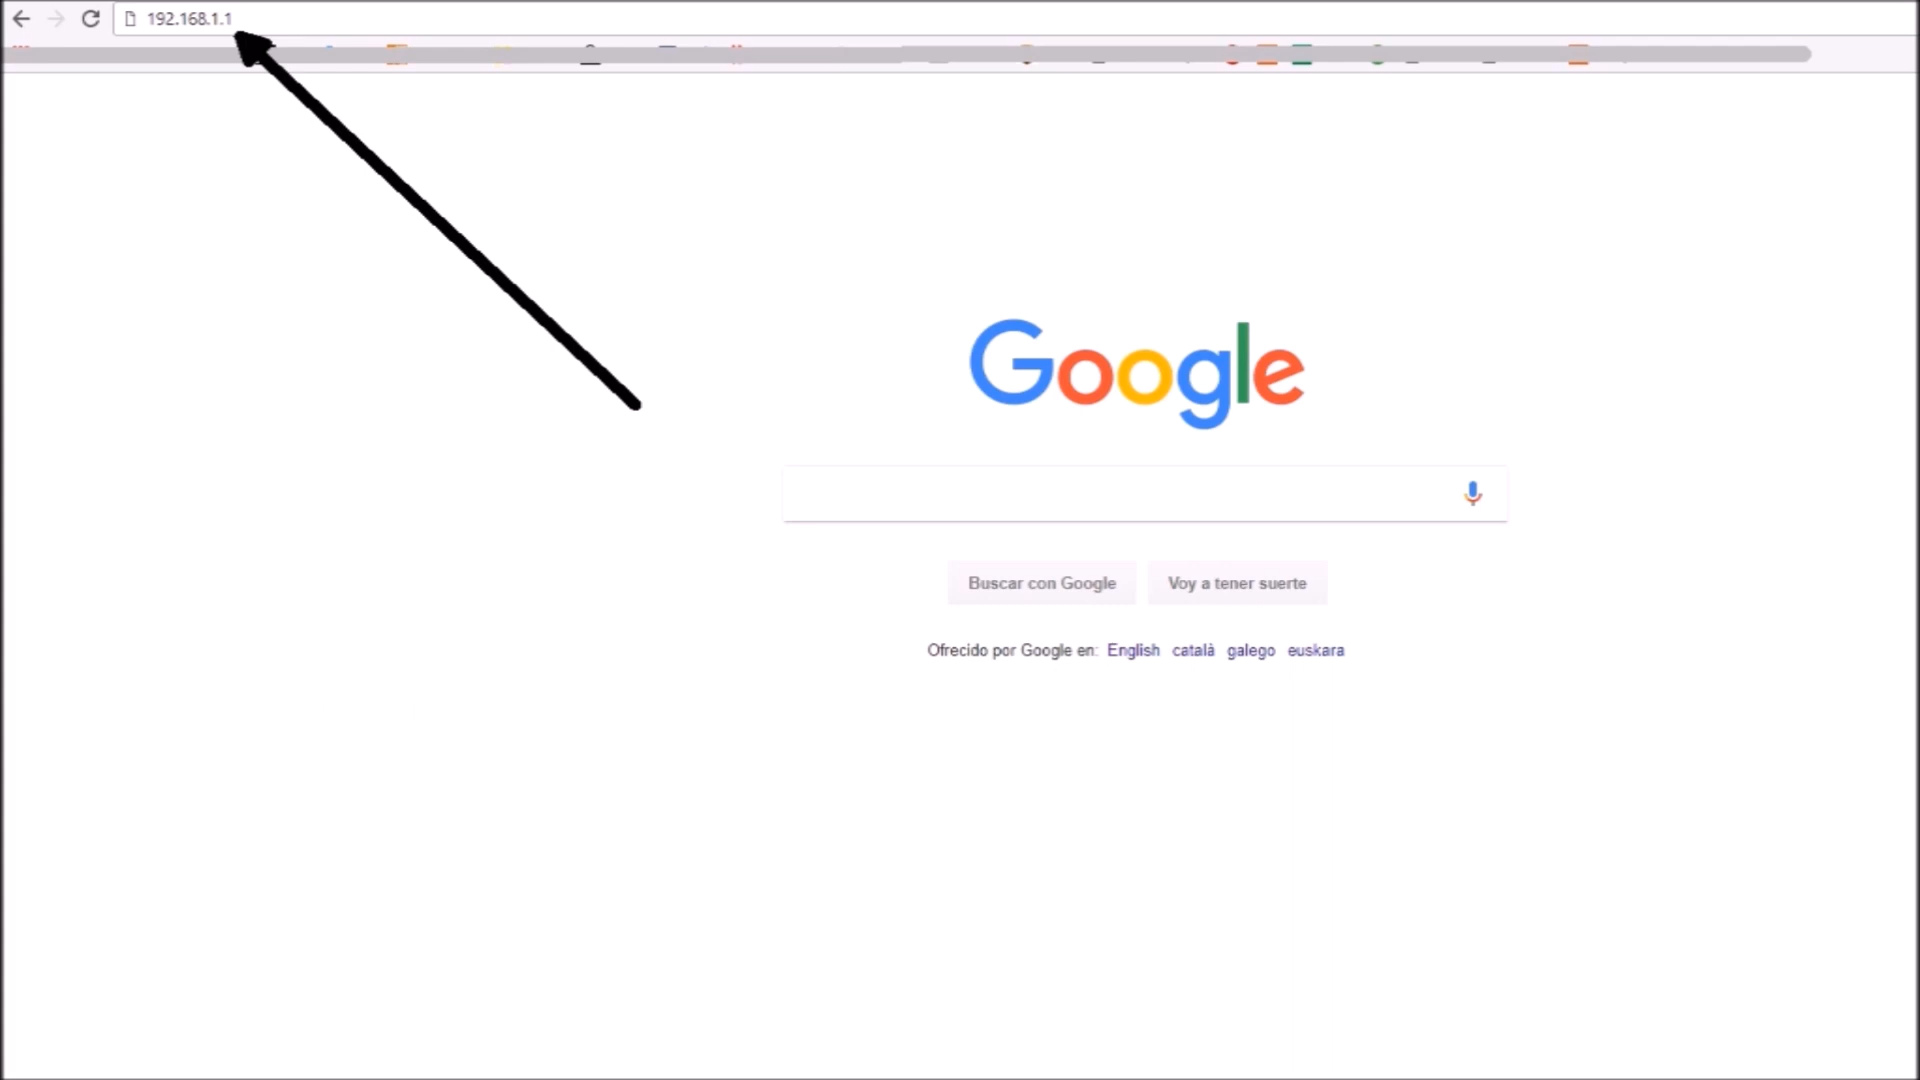 192.168.1.1
Google
Buscar con Google
Voy a tener suerte
Ofrecido por Google en: English català galego euskara